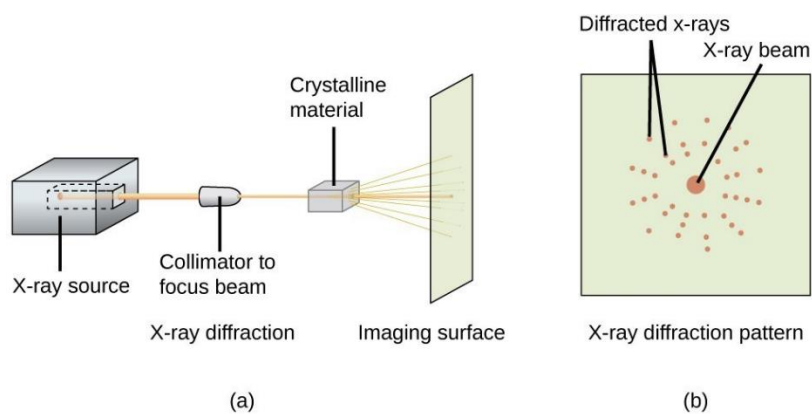 Crystalline
material
X-ray source
Collimator to
focus beam
X-ray diffraction
Imaging surface
(a)
Diffracted x-rays
X-ray beam
X-ray diffraction pattern
(b)